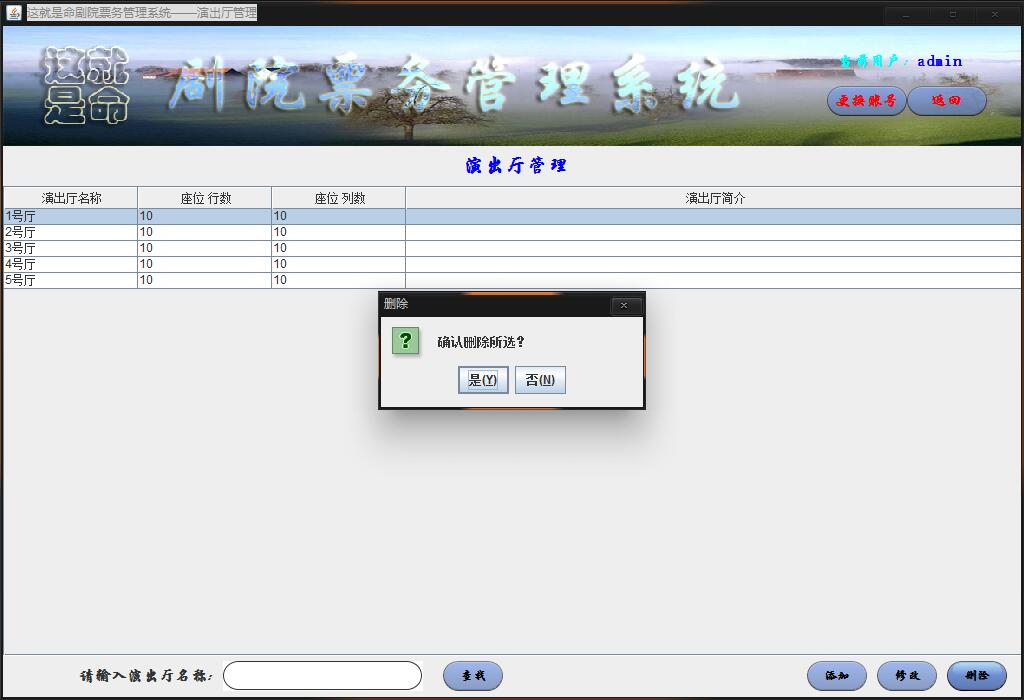 这就是命剧院票务管理系统——演出厅管理
这就
是命
剧院票务管理系统
当前用户：admin
更换账号 返回
演出厅管理
演出厅名称 座位 行数 座位 列数 演出厅简介
1号厅 10 10
2号厅 10 10
3号厅 10 10
4号厅 10 10
5号厅 10 10
删除
确认删除所选?
是(Y) 否(N)
请输入演出厅名称: 查找 添加 修改 删除